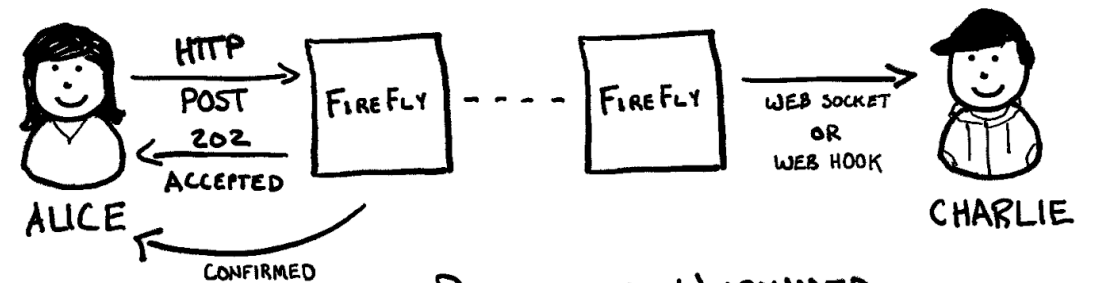 HTTP
POST
202
ACCEPTED
FIREFLY
FIREFLY
WEB SOCKET
OR
WEB HOOK
ALICE
CHARLIE
CONFIRMED